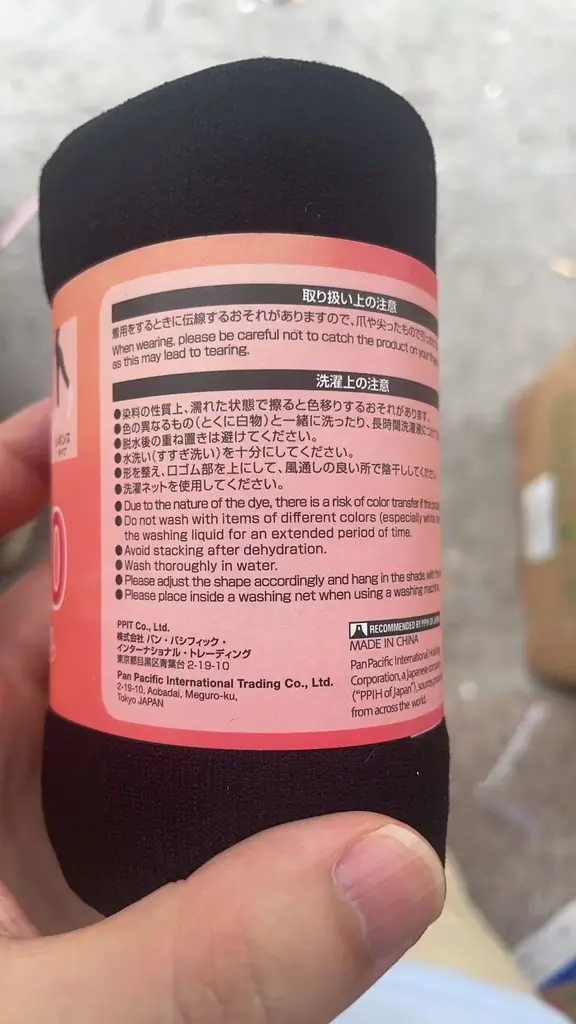 取り扱い上の注意
着用をするときに伝線するおそれがありますので、爪や尖ったもので
When wearing, please be careful not to catch the product on your
as this may lead to tearing.
洗濯上の注意
●染料の性質上、濡れた状態で擦ると色移りするおそれがあります。
●色の異なるもの(とくに白物)と一緒に洗ったり、長時間洗濯液に
●脱水後の重ね置きは避けてください。
●水洗い(すすぎ洗い)を十分にしてください。
●形を整え、口ゴム部を上にして、風通しの良い所で陰干ししてください
●洗濯ネットを使用してください。
●Due to the nature of the dye, there is a risk of color transfer if the
●Do not wash with items of different colors (especially white
the washing liquid for an extended period of time.
●Avoid stacking after dehydration.
●Wash thoroughly in water.
●Please adjust the shape accordingly and hang in the shade, with
●Please place inside a washing net when using a washing machine.
レギンス
タイプ
0
PPIT Co., Ltd.
株式会社 パン・パシフィック・
インターナショナル・トレーディング
東京都目黒区青葉台 2-19-10
Pan Pacific International Trading Co., Ltd.
2-19-10, Aobadai, Meguro-ku,
Tokyo JAPAN
RECOMMENDED BY PPIH OF JAPAN
MADE IN CHINA
Pan Pacific International Holdings
Corporation, a Japanese company
("PPIH of Japan"), sources
from across the world.